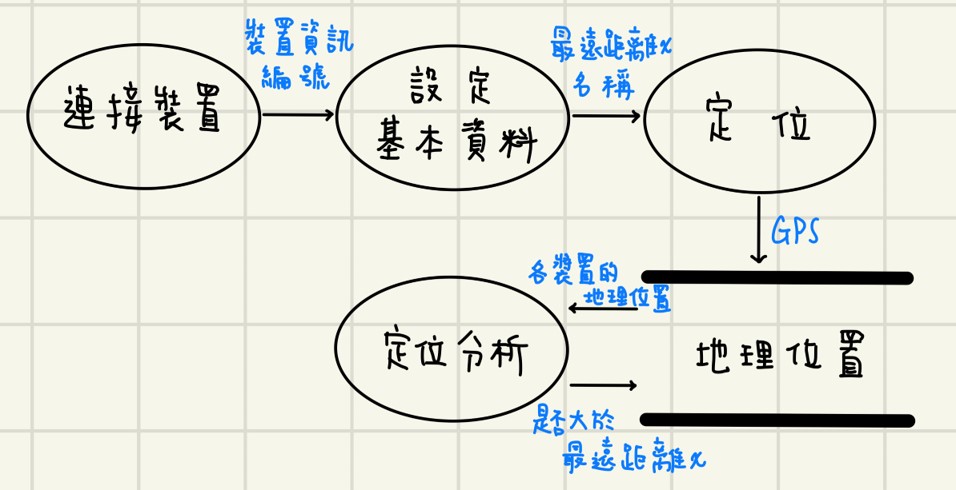 裝置資訊
編號
最遠距離x
名稱
連接裝置
設定
基本資料
定位
GPS
各裝置的
地理位置
定位分析
地理位置
是否大於
最遠距離x